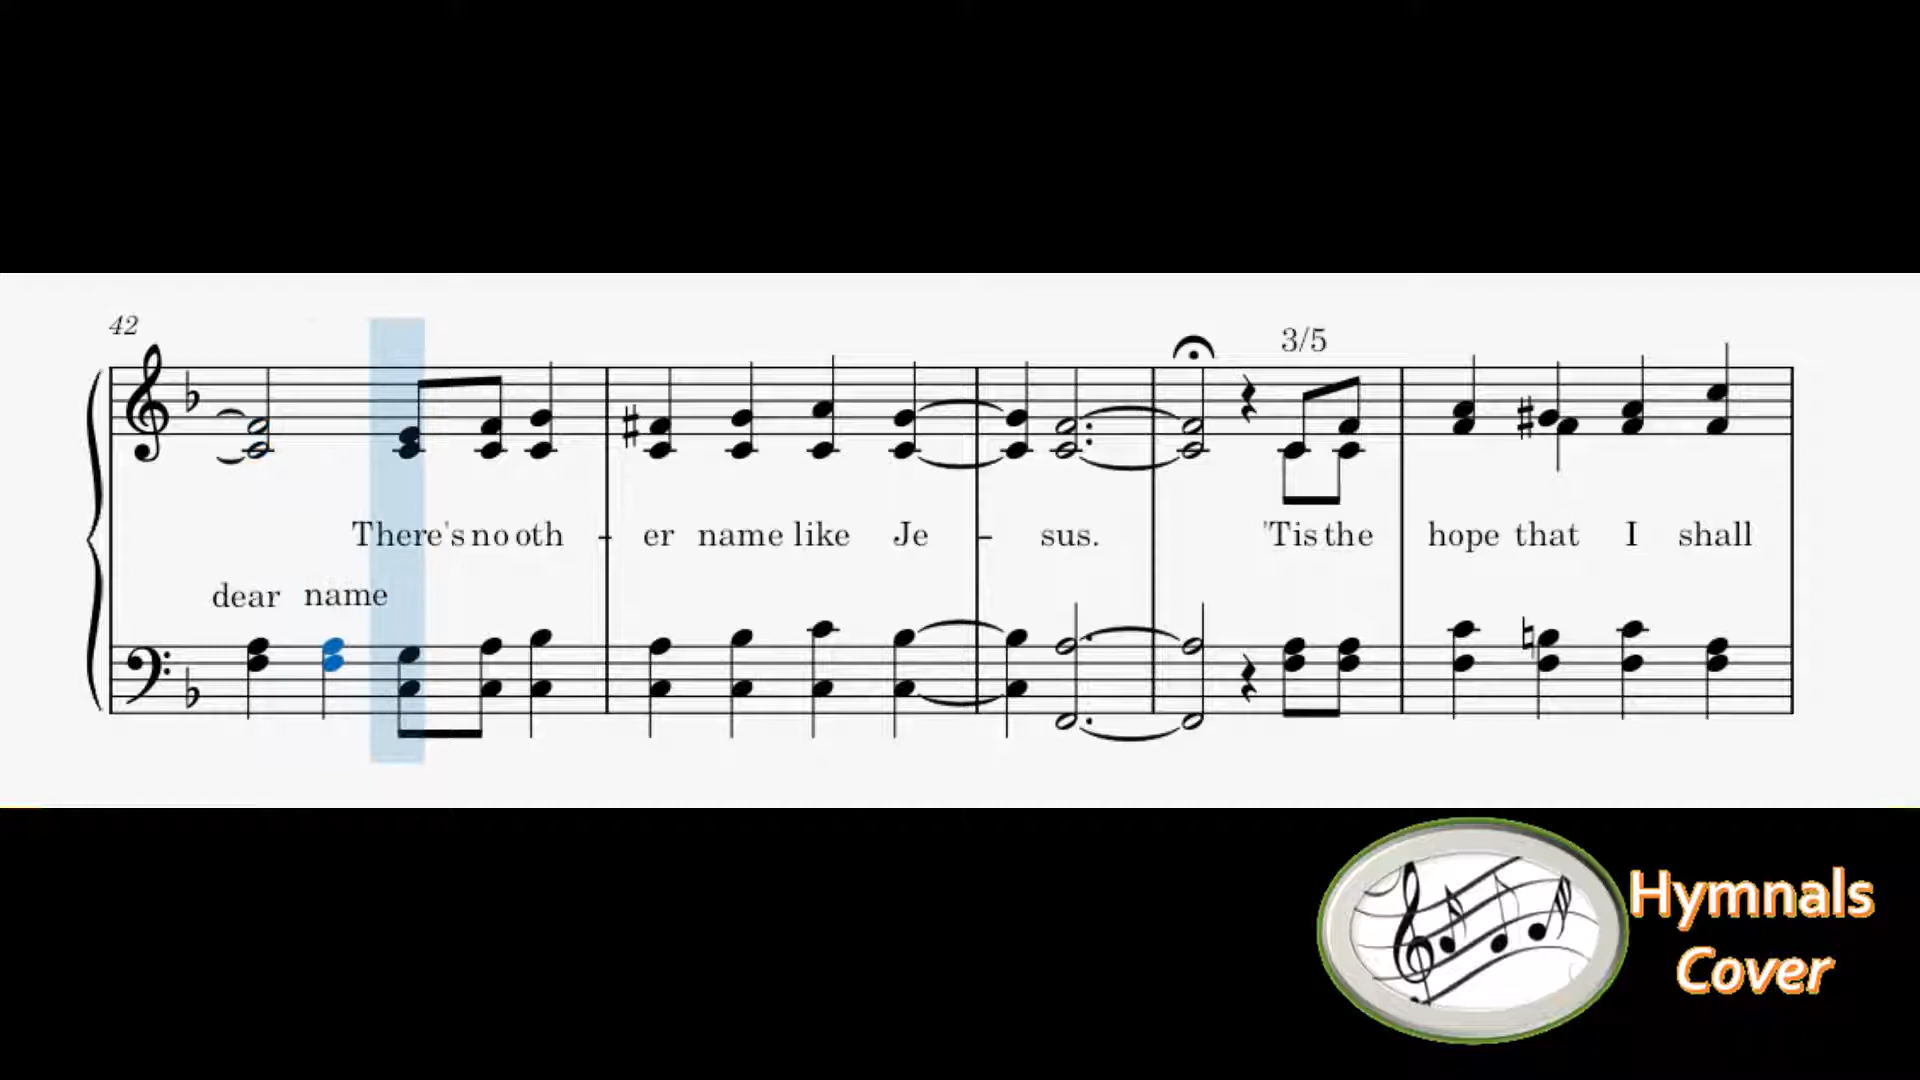 42
3/5
There's no oth - er name like Je - sus. 'Tis the hope that I shall
dear name
Hymnals
Cover